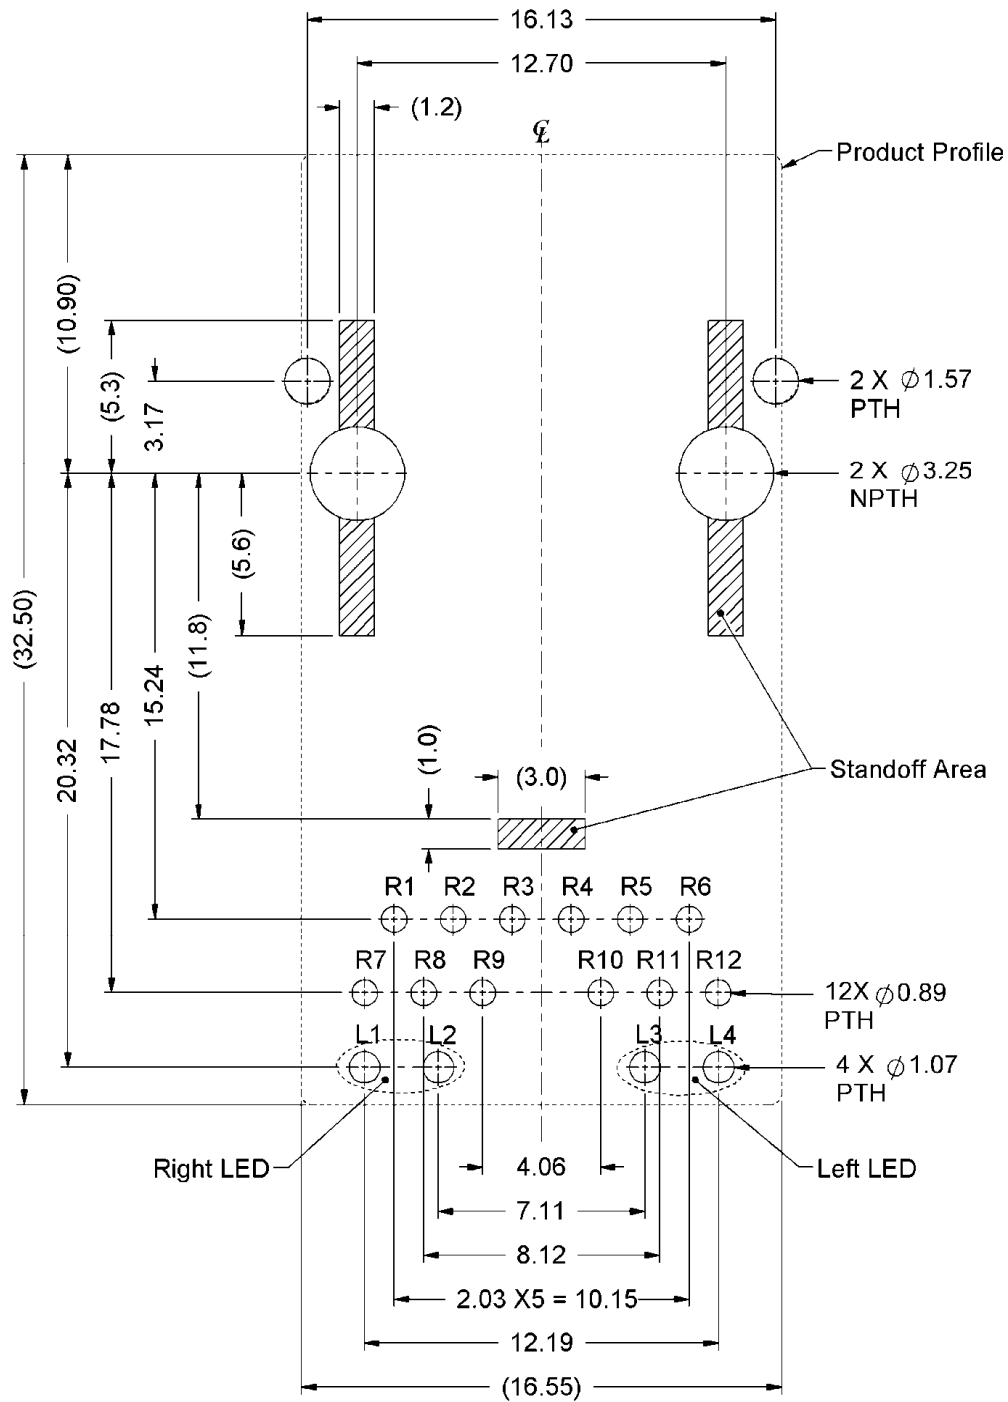 16.13
12.70
(1.2)
℄
Product Profile
(10.90)
(5.3)
3.17
2 X ⌀1.57
PTH
2 X ⌀3.25
NPTH
(5.6)
(11.8)
(32.50)
15.24
17.78
20.32
(1.0)
(3.0)
Standoff Area
R1 R2 R3 R4 R5 R6
R7 R8 R9 R10 R11 R12
12X ⌀0.89
PTH
L1 L2 L3 L4
4 X ⌀1.07
PTH
Right LED
4.06
Left LED
7.11
8.12
2.03 X5 = 10.15
12.19
(16.55)